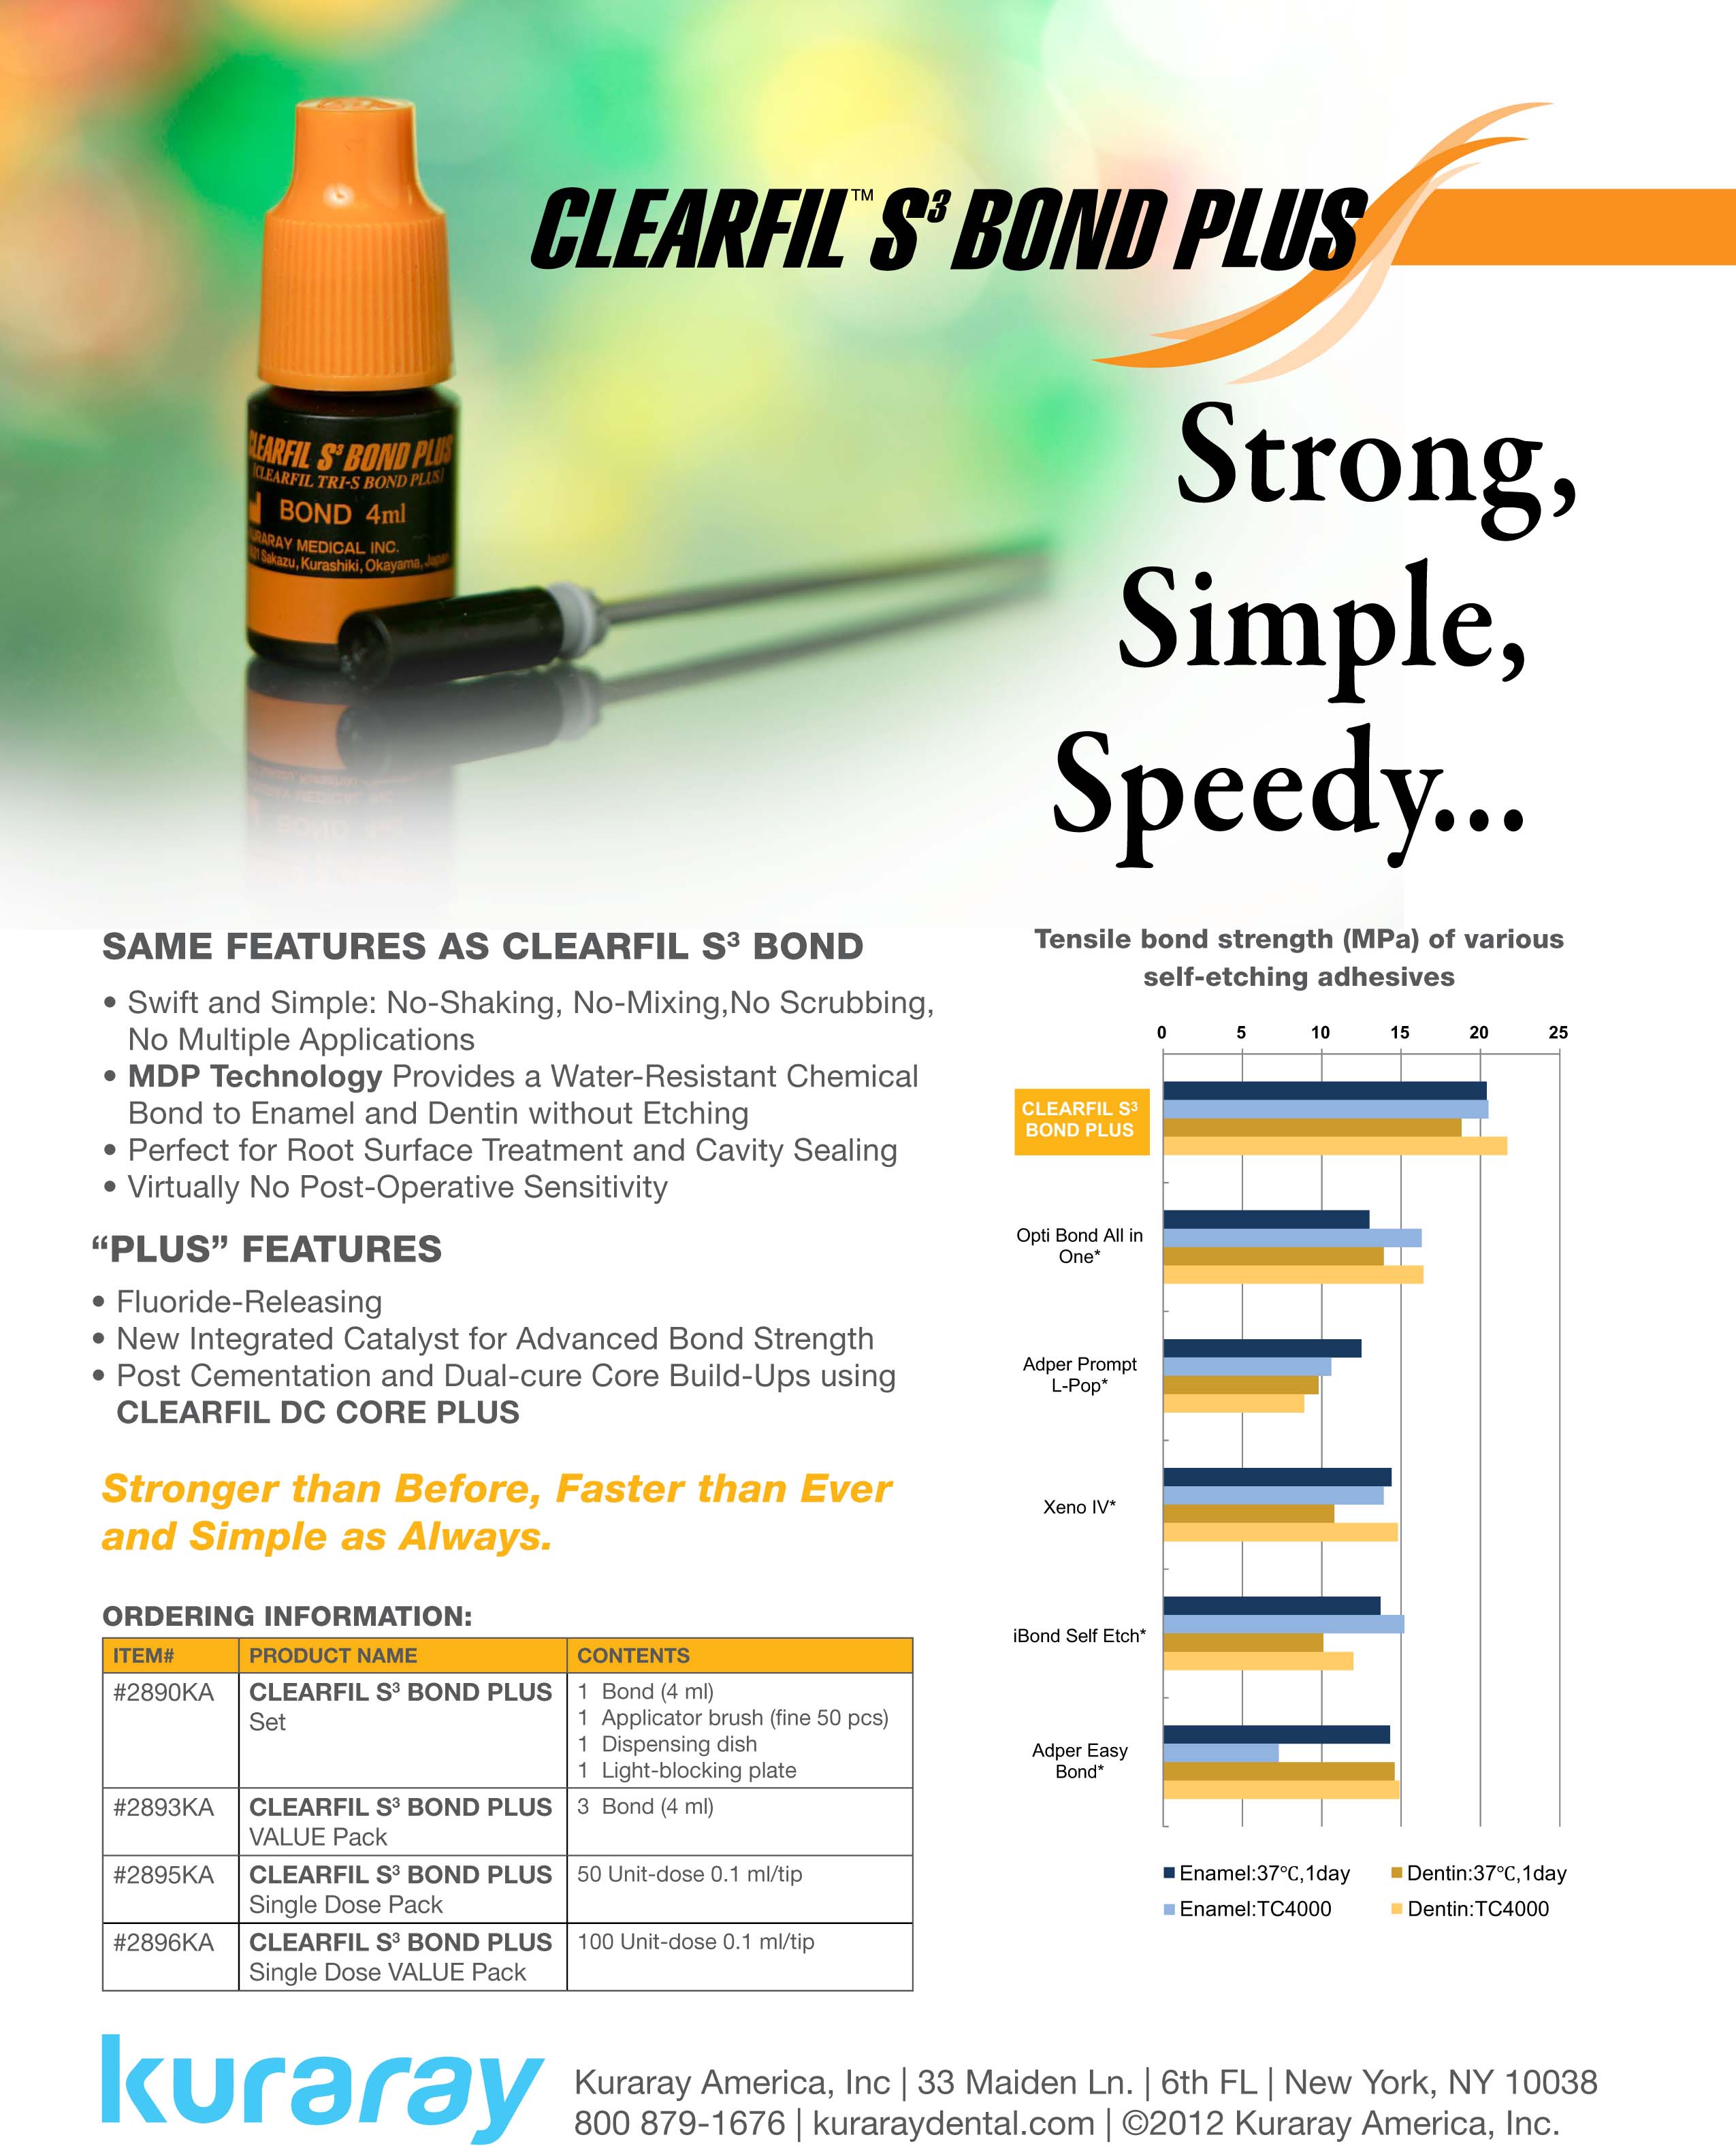 CLEARFIL™ S³ BOND PLUS
CLEARFIL S³ BOND PLUS
(CLEARFIL TRI-S BOND PLUS)
BOND 4ml
KURARAY MEDICAL INC.
Sakazu, Kurashiki, Okayama, Japan
Strong,
Simple,
Speedy...
SAME FEATURES AS CLEARFIL S³ BOND
• Swift and Simple: No-Shaking, No-Mixing,No Scrubbing,
No Multiple Applications
• MDP Technology Provides a Water-Resistant Chemical
Bond to Enamel and Dentin without Etching
• Perfect for Root Surface Treatment and Cavity Sealing
• Virtually No Post-Operative Sensitivity
“PLUS” FEATURES
• Fluoride-Releasing
• New Integrated Catalyst for Advanced Bond Strength
• Post Cementation and Dual-cure Core Build-Ups using
CLEARFIL DC CORE PLUS
Stronger than Before, Faster than Ever
and Simple as Always.
ORDERING INFORMATION:
ITEM# PRODUCT NAME CONTENTS
#2890KA CLEARFIL S³ BOND PLUS 1 Bond (4 ml)
Set 1 Applicator brush (fine 50 pcs)
1 Dispensing dish
1 Light-blocking plate
#2893KA CLEARFIL S³ BOND PLUS 3 Bond (4 ml)
VALUE Pack
#2895KA CLEARFIL S³ BOND PLUS 50 Unit-dose 0.1 ml/tip
Single Dose Pack
#2896KA CLEARFIL S³ BOND PLUS 100 Unit-dose 0.1 ml/tip
Single Dose VALUE Pack
Tensile bond strength (MPa) of various
self-etching adhesives
0 5 10 15 20 25
CLEARFIL S³
BOND PLUS
Opti Bond All in
One*
Adper Prompt
L-Pop*
Xeno IV*
iBond Self Etch*
Adper Easy
Bond*
Enamel:37℃,1day Dentin:37℃,1day
Enamel:TC4000 Dentin:TC4000
kuraray
Kuraray America, Inc | 33 Maiden Ln. | 6th FL | New York, NY 10038
800 879-1676 | kuraraydental.com | ©2012 Kuraray America, Inc.